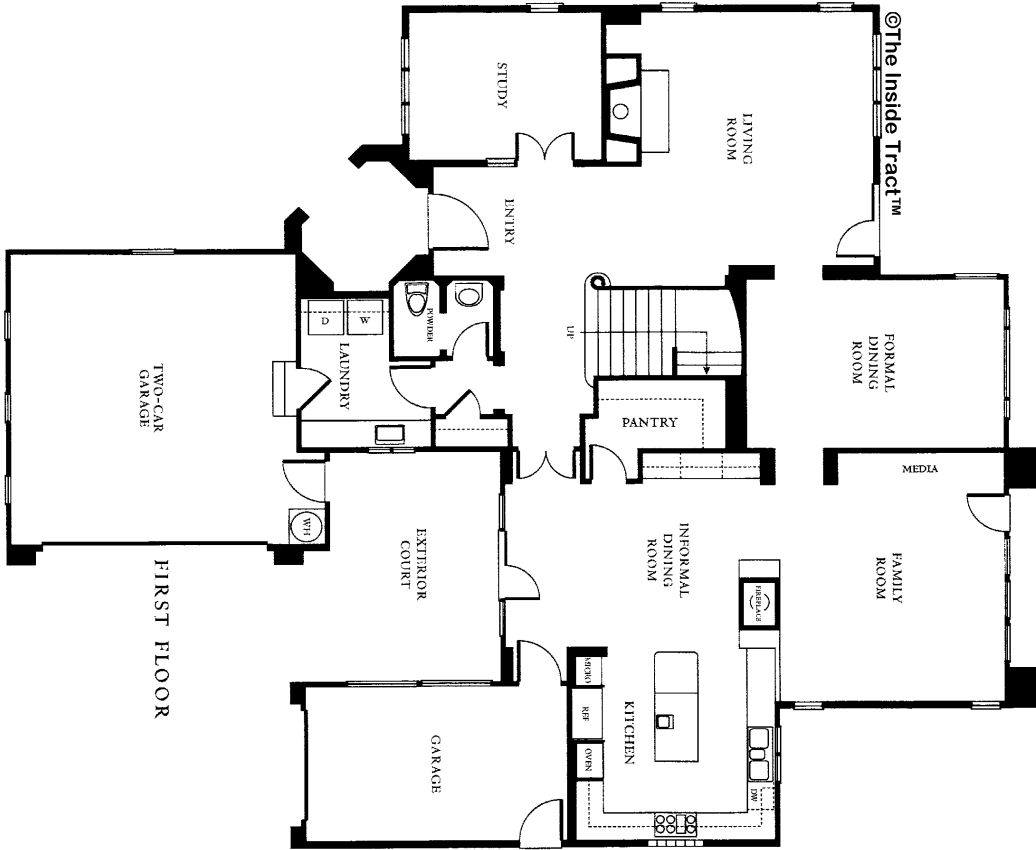 ©The Inside Tract™
STUDY
LIVING
ROOM
ENTRY
D
W
POWDER
LAUNDRY
UP
PANTRY
FORMAL
DINING
ROOM
TWO-CAR
GARAGE
MEDIA
WH
EXTERIOR
COURT
INFORMAL
DINING
ROOM
FAMILY
ROOM
FIREPLACE
FIRST FLOOR
MICRO
REF
OVEN
KITCHEN
DW
GARAGE